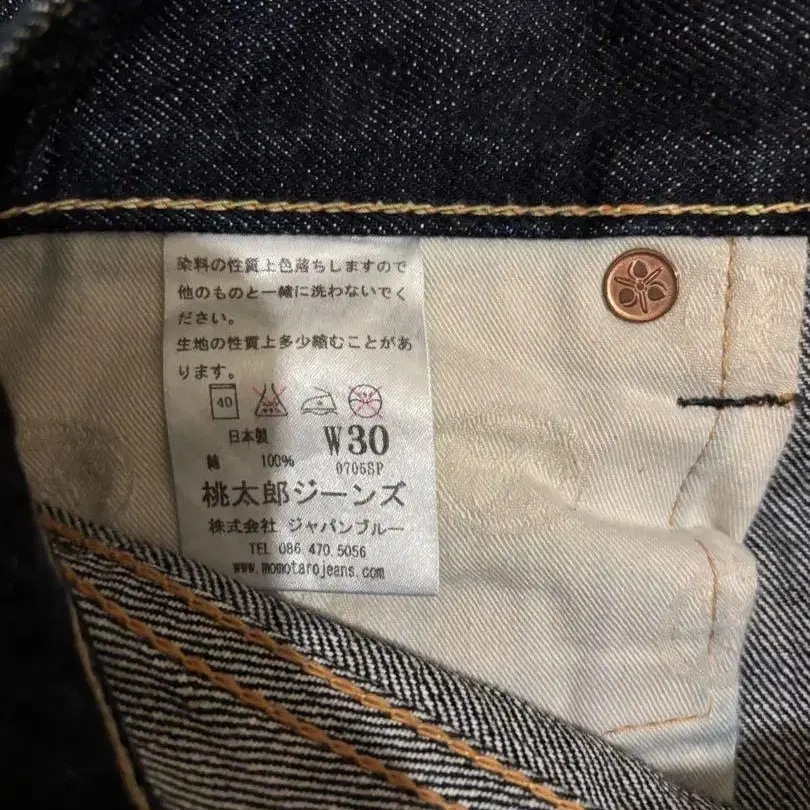 染料の性質上色落ちしますので
他のものと一緒に洗わないでく
ださい。
生地の性質上多少縮むことがあ
ります。
40
日本製 W30
綿 100% 0705SP
桃太郎ジーンズ
株式会社 ジャパンブルー
TEL 086.470.5056
www.momotarojeans.com